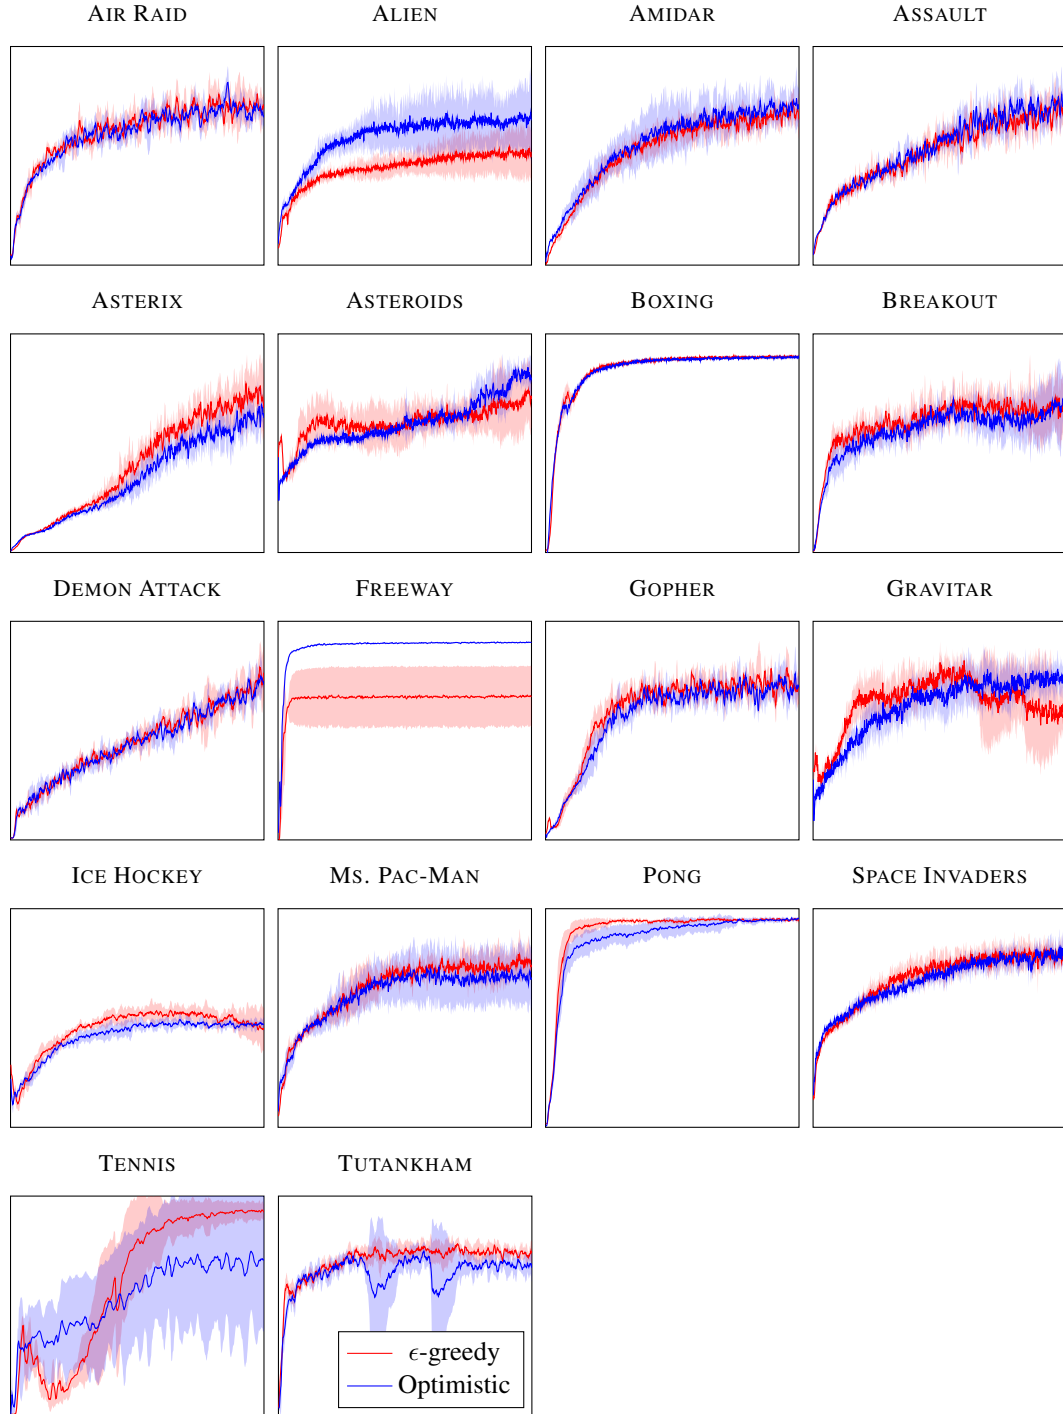 AIR RAID
ALIEN
AMIDAR
ASSAULT
ASTERIX
ASTEROIDS
BOXING
BREAKOUT
DEMON ATTACK
FREEWAY
GOPHER
GRAVITAR
ICE HOCKEY
MS. PAC-MAN
PONG
SPACE INVADERS
TENNIS
TUTANKHAM
ϵ-greedy
Optimistic